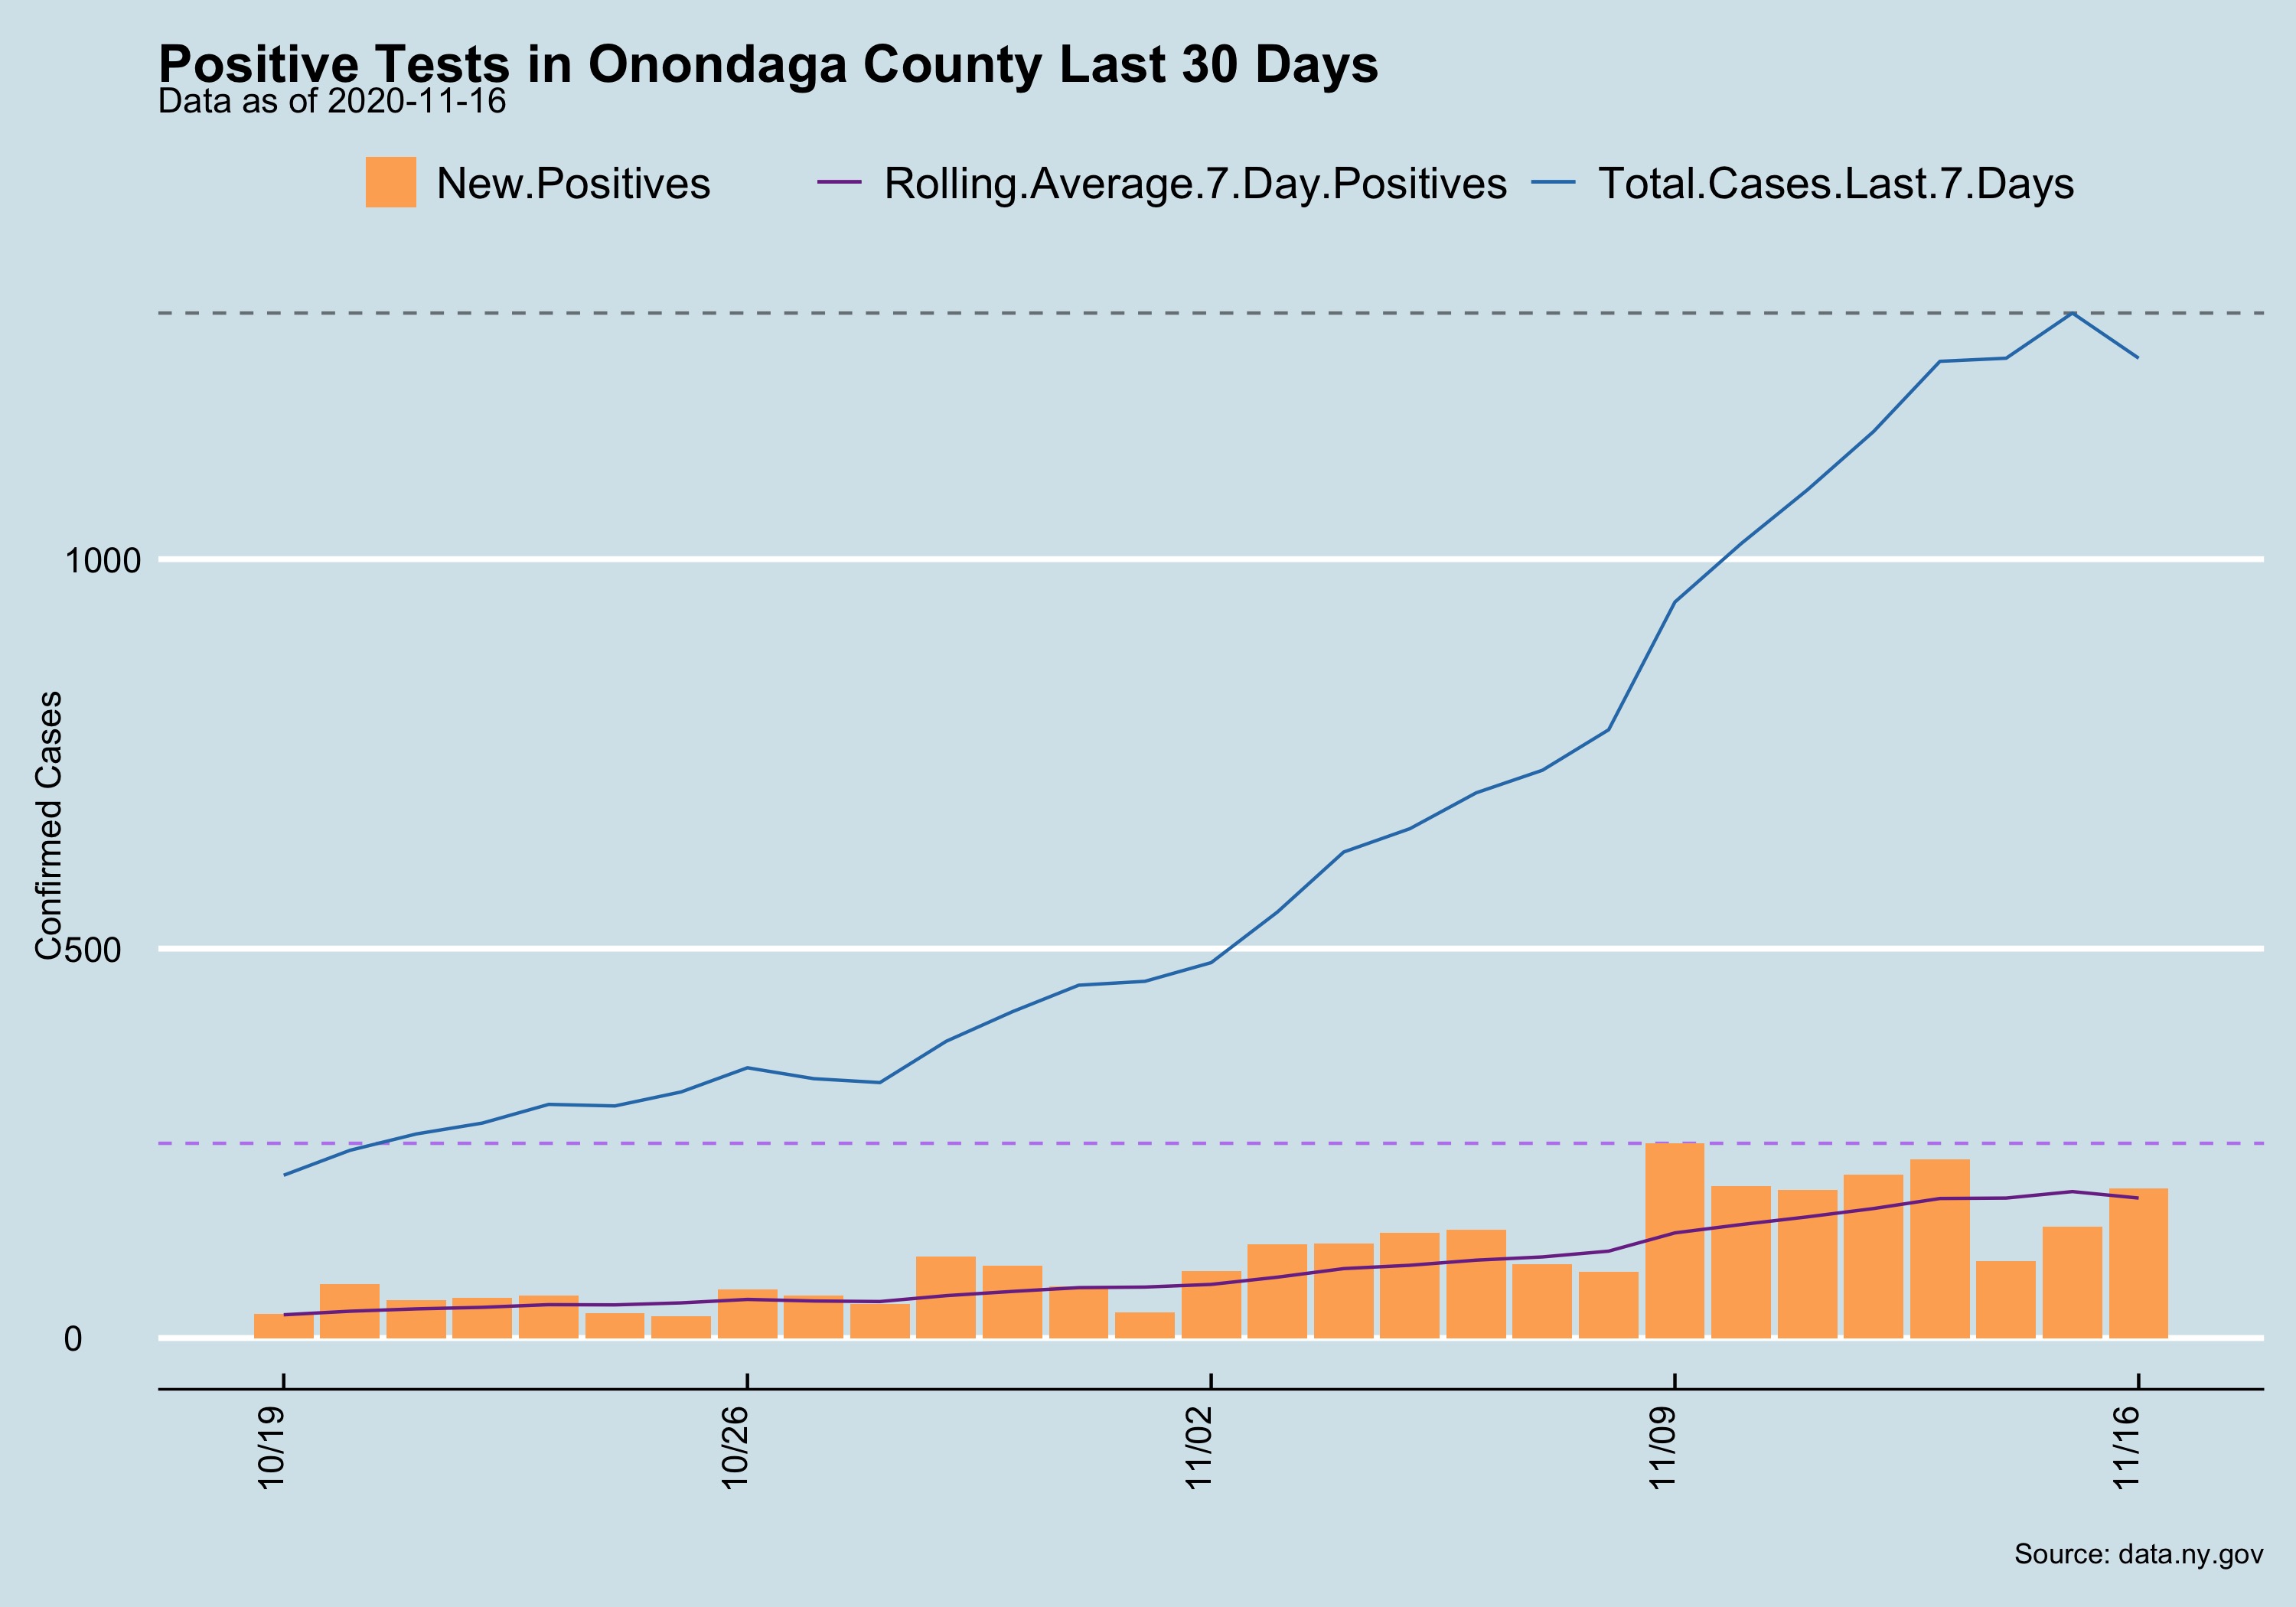 Positive Tests in Onondaga County Last 30 Days
Data as of 2020-11-16
New.Positives
Rolling.Average.7.Day.Positives
Total.Cases.Last.7.Days
Confirmed Cases
1000
500
0
10/19
10/26
11/02
11/09
11/16
Source: data.ny.gov